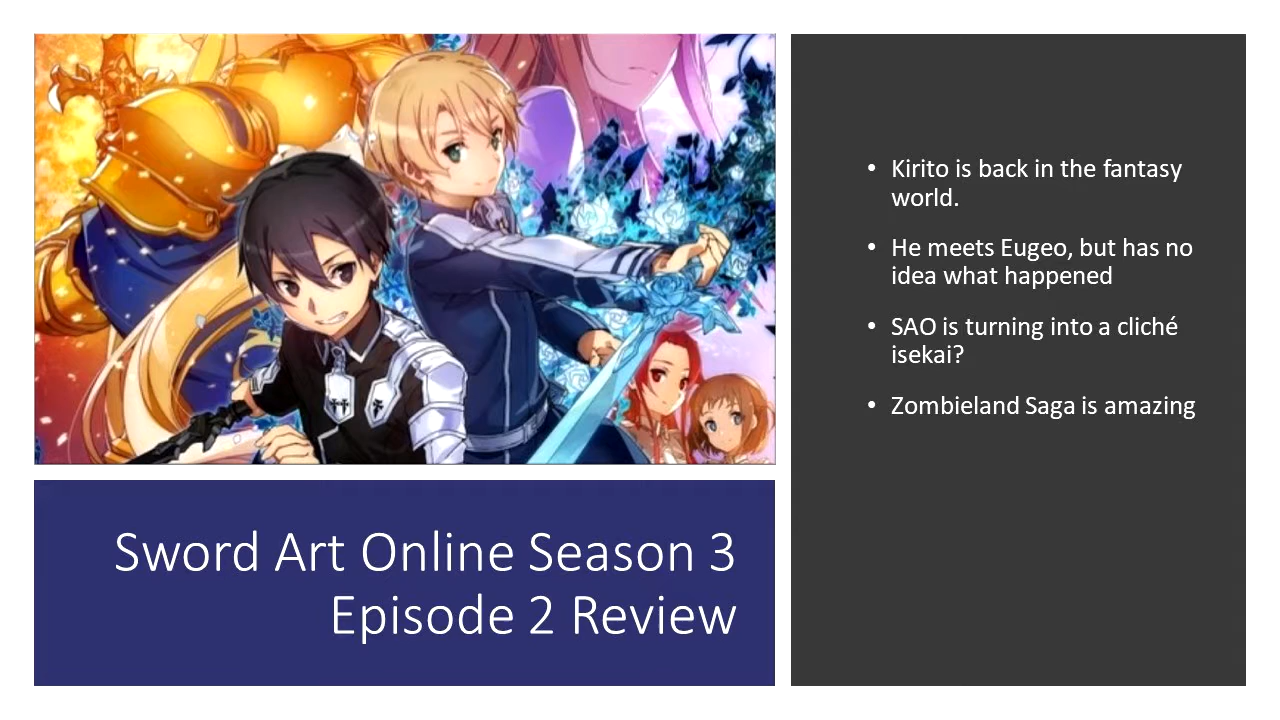 Sword Art Online Season 3
Episode 2 Review
• Kirito is back in the fantasy
world.
• He meets Eugeo, but has no
idea what happened
• SAO is turning into a cliché
isekai?
• Zombieland Saga is amazing